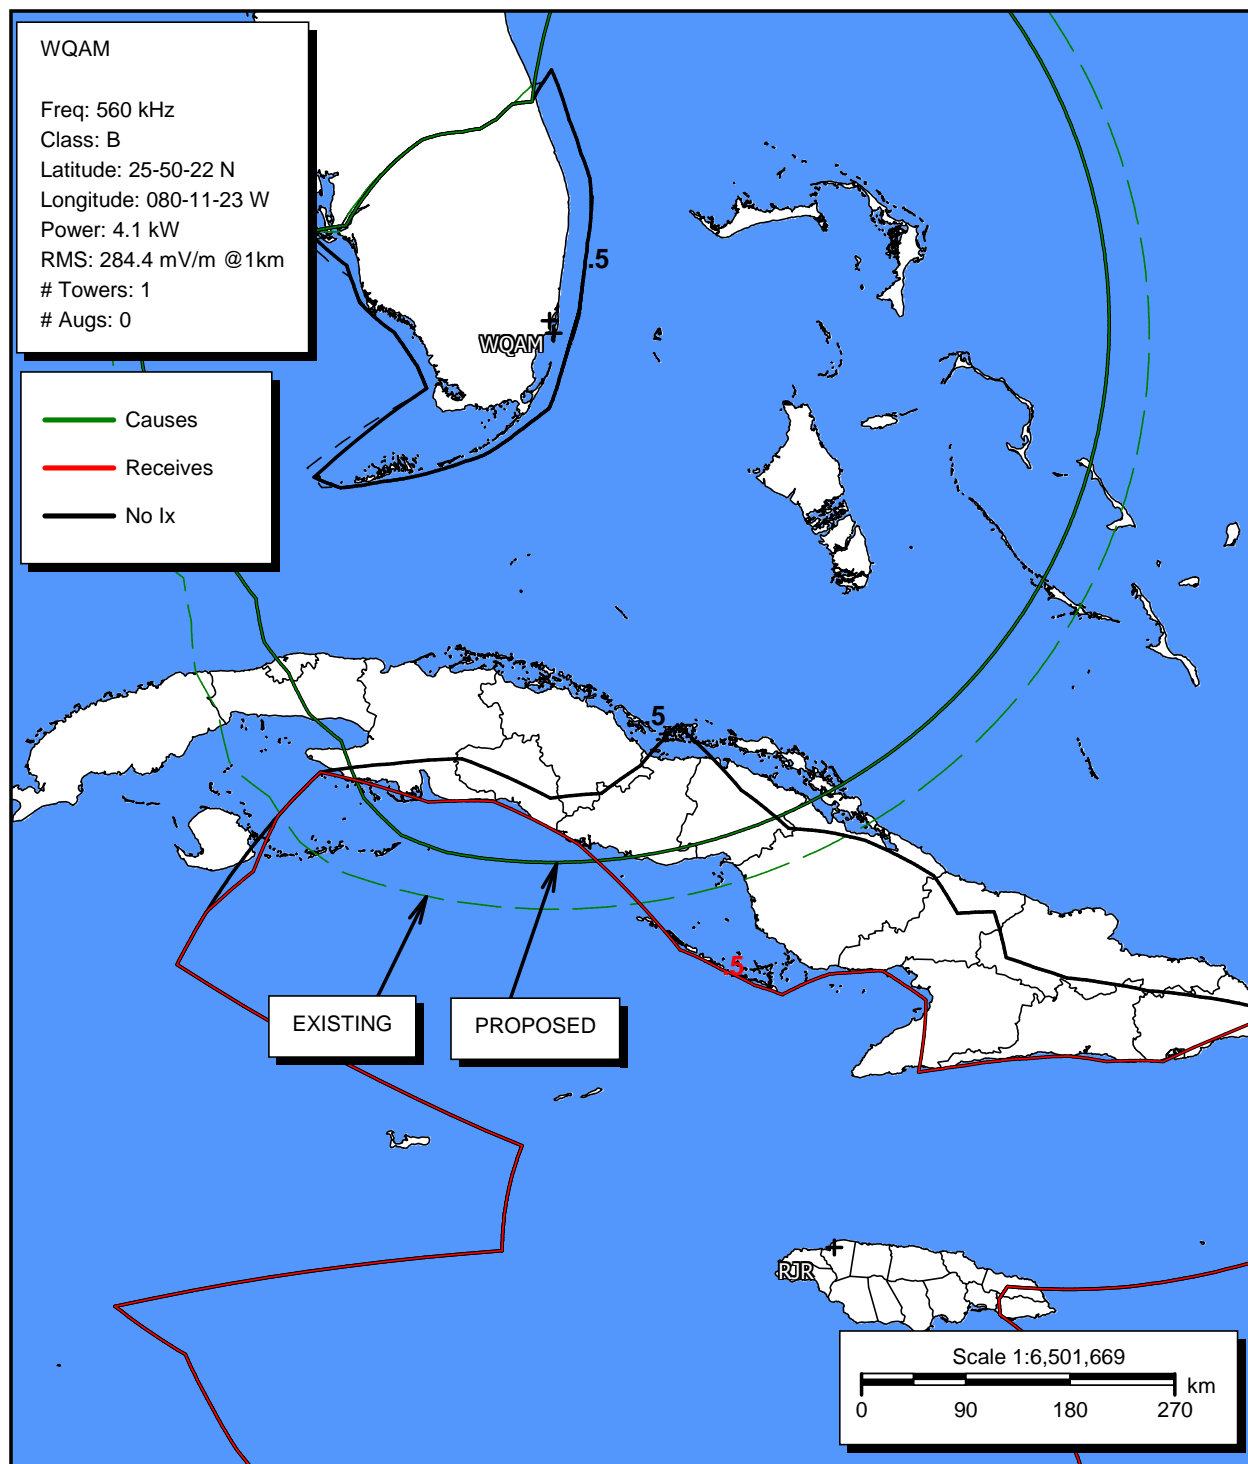 WQAM
Freq: 560 kHz
Class: B
Latitude: 25-50-22 N
Longitude: 080-11-23 W
Power: 4.1 kW
RMS: 284.4 mV/m @1km
# Towers: 1
# Augs: 0
Causes
Receives
No Ix
.5
WQAM
.5
.5
EXISTING
PROPOSED
RJR
Scale 1:6,501,669
km
0 90 180 270